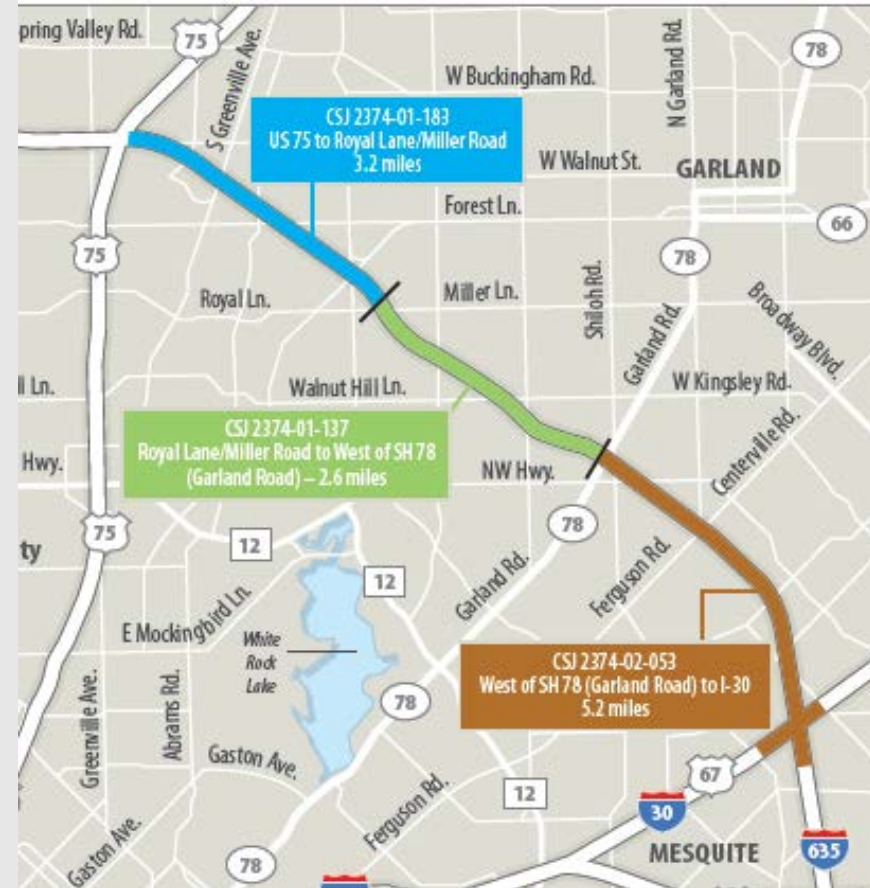 pring Valley Rd.
75
S Greenville Ave.
W Buckingham Rd.
N Garland Rd.
78
CSJ 2374-01-183
US 75 to Royal Lane/Miller Road
3.2 miles
W Walnut St.
GARLAND
Forest Ln.
66
75
78
Royal Ln.
Miller Ln.
Shiloh Rd.
Garland Rd.
Broadway Blvd.
ll Ln.
Walnut Hill Ln.
W Kingsley Rd.
CSJ 2374-01-137
Royal Lane/Miller Road to West of SH 78
(Garland Road) – 2.6 miles
Hwy.
NW Hwy.
Centerville Rd.
75
ty
12
78
12
Garland Rd.
Ferguson Rd.
E Mockingbird Ln.
White
Rock
Lake
CSJ 2374-02-053
West of SH 78 (Garland Road) to I-30
5.2 miles
78
Greenville Ave.
Abrams Rd.
Gaston Ave.
67
12
30
Ferguson Rd.
Gaston Ave.
MESQUITE
635
78